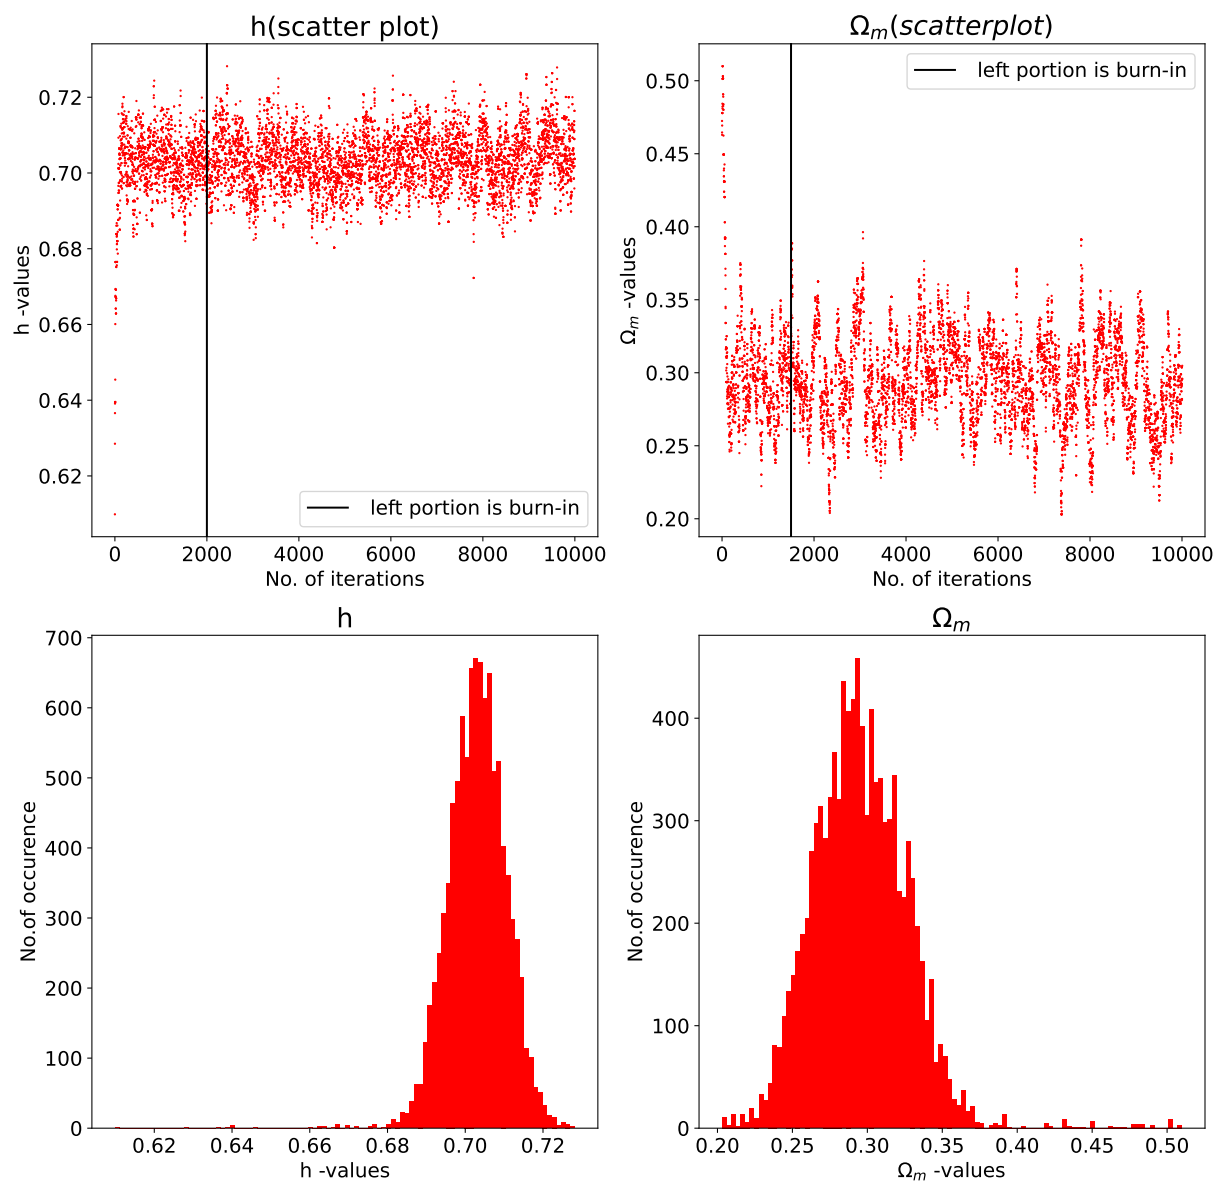 h(scatter plot)
0.72
0.70
0.68
0.66
0.64
0.62
h -values
left portion is burn-in
0 2000 4000 6000 8000 10000
No. of iterations
Ωm(scatterplot)
0.50
0.45
0.40
0.35
0.30
0.25
0.20
Ωm -values
left portion is burn-in
0 2000 4000 6000 8000 10000
No. of iterations
h
700
600
500
400
300
200
100
0
No.of occurence
0.62 0.64 0.66 0.68 0.70 0.72
h -values
Ωm
400
300
200
100
0
No.of occurence
0.20 0.25 0.30 0.35 0.40 0.45 0.50
Ωm -values